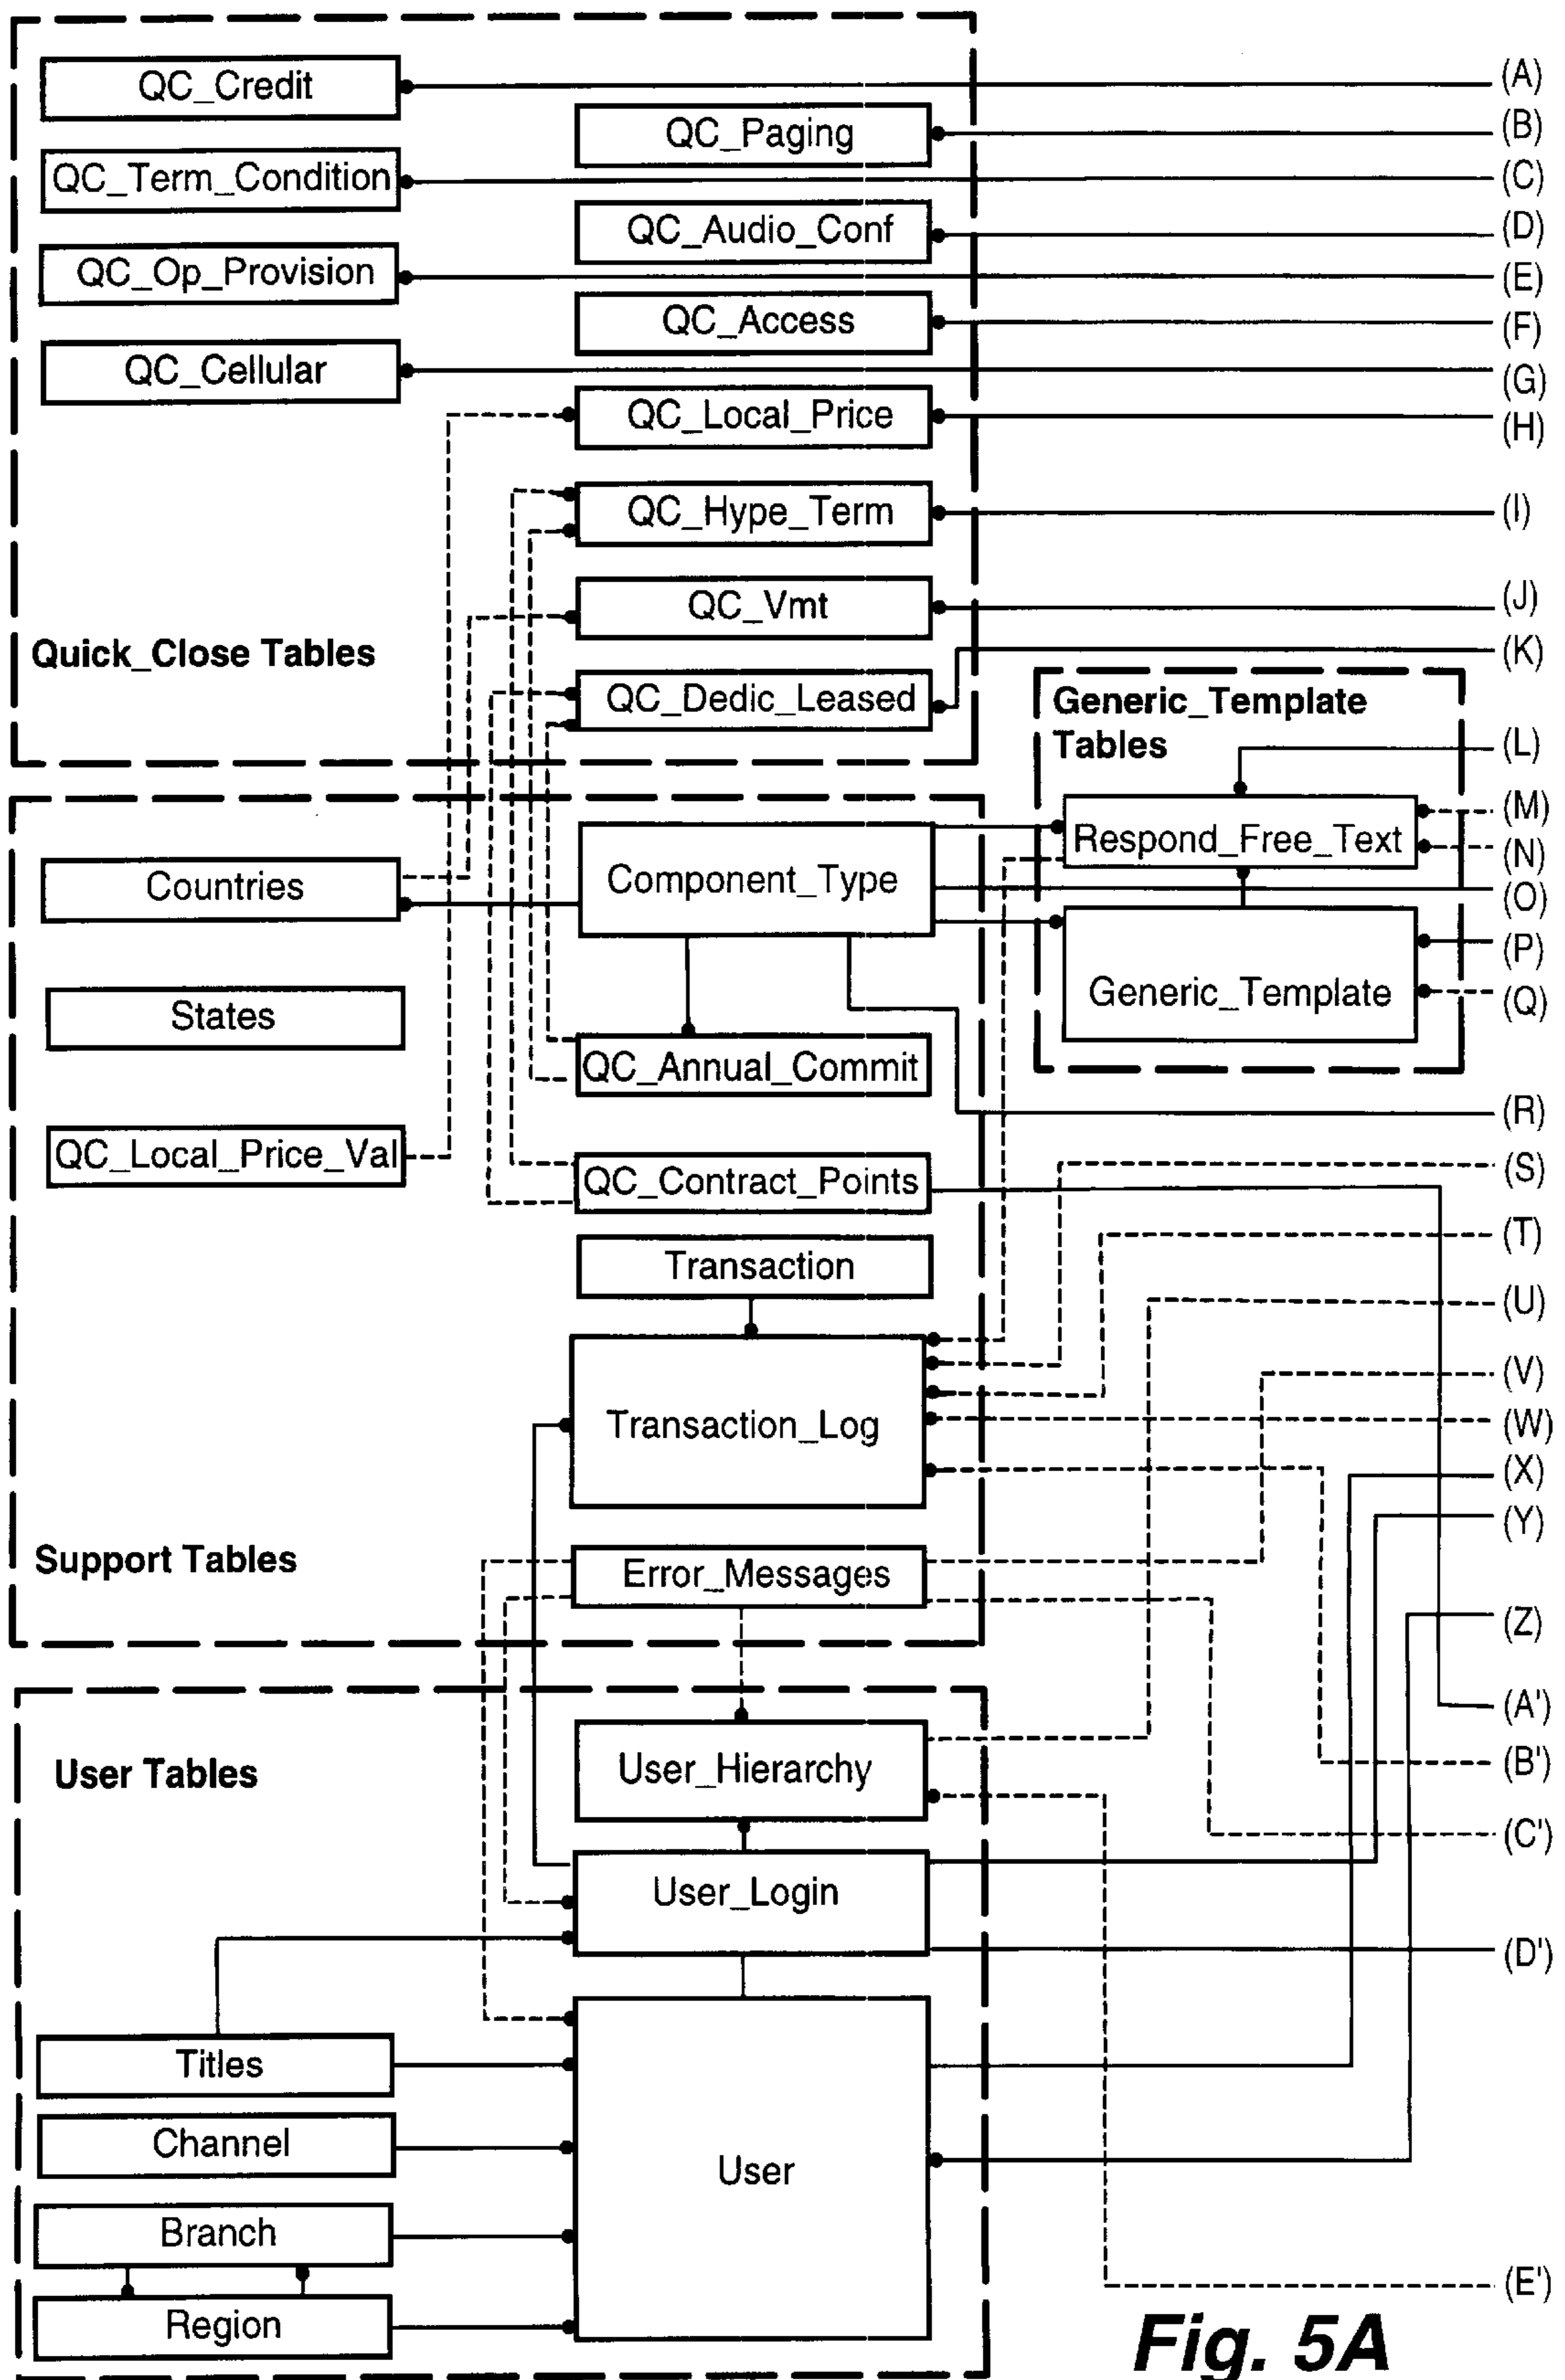 QC_Credit
(A)
QC_Paging
(B)
QC_Term_Condition
(C)
QC_Audio_Conf
(D)
QC_Op_Provision
(E)
QC_Access
(F)
QC_Cellular
(G)
QC_Local_Price
(H)
QC_Hype_Term
(I)
QC_Vmt
(J)
Quick_Close Tables
(K)
QC_Dedic_Leased
Generic_Template
Tables
(L)
(M)
Respond_Free_Text
(N)
Countries
Component_Type
(O)
(P)
Generic_Template
(Q)
States
QC_Annual_Commit
(R)
QC_Local_Price_Val
(S)
QC_Contract_Points
(T)
Transaction
(U)
(V)
Transaction_Log
(W)
(X)
(Y)
Support Tables
Error_Messages
(Z)
(A')
User Tables
User_Hierarchy
(B')
(C')
User_Login
(D')
Titles
Channel
User
Branch
(E')
Region
Fig. 5A